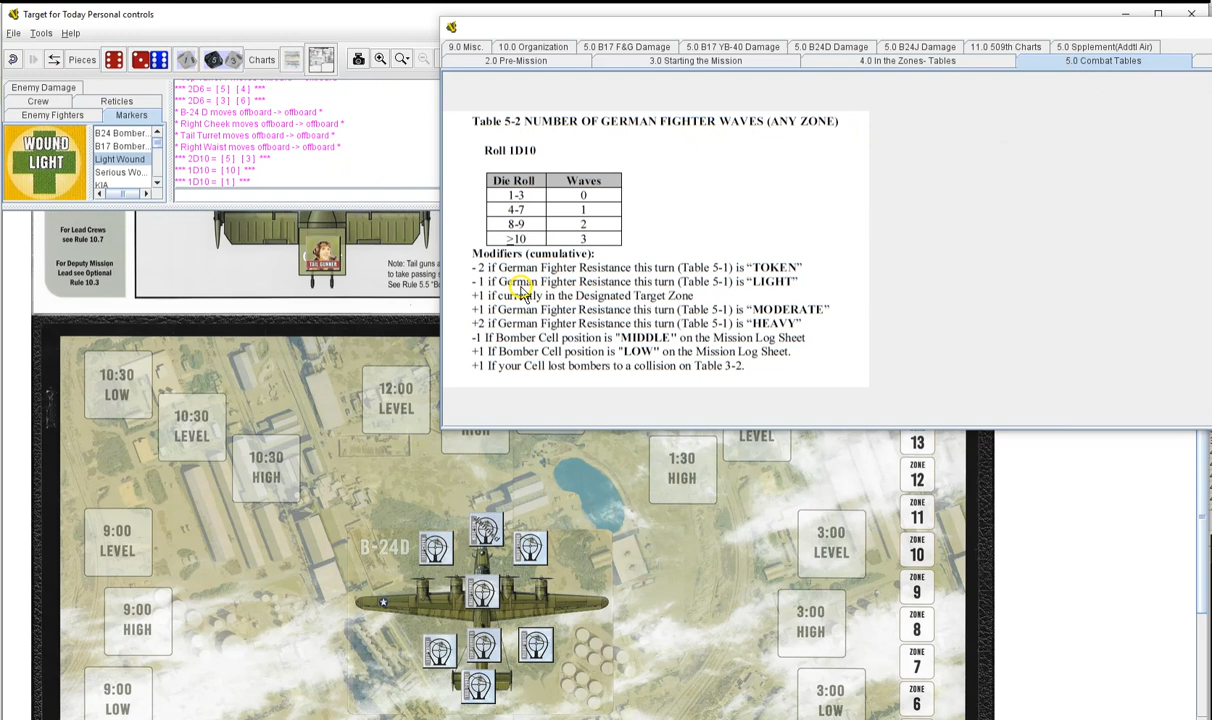 Target for Today Personal controls
File Tools Help
Pieces Charts
Enemy Damage
Crew Reticles
Enemy Fighters Markers
WOUND
LIGHT
B24 Bomber...
B17 Bomber...
Light Wound
Serious Wo...
KIA
*** 2D6 = [ 5 ] [ 4 ]
*** 2D6 = [ 3 ] [ 6 ]
* B-24 D moves offboard -> offboard *
* Right Cheek moves offboard -> offboard *
* Tail Turret moves offboard -> offboard *
* Right Waist moves offboard -> offboard *
*** 2D10 = [ 5 ] [ 3 ] ***
*** 1D10 = [ 10 ] ***
*** 1D10 = [ 1 ] ***
9.0 Misc. 10.0 Organization 5.0 B17 F&G Damage 5.0 B17 YB-40 Damage 5.0 B24D Damage 5.0 B24J Damage 11.0 509th Charts 5.0 Spplement(Addtl Air)
2.0 Pre-Mission 3.0 Starting the Mission 4.0 In the Zones- Tables 5.0 Combat Tables
Table 5-2 NUMBER OF GERMAN FIGHTER WAVES (ANY ZONE)
Roll 1D10
Die Roll Waves
1-3 0
4-7 1
8-9 2
≥10 3
Modifiers (cumulative):
- 2 if German Fighter Resistance this turn (Table 5-1) is “TOKEN”
- 1 if German Fighter Resistance this turn (Table 5-1) is “LIGHT”
+1 if currently in the Designated Target Zone
+1 if German Fighter Resistance this turn (Table 5-1) is “MODERATE”
+2 if German Fighter Resistance this turn (Table 5-1) is “HEAVY”
-1 If Bomber Cell position is "MIDDLE" on the Mission Log Sheet
+1 If Bomber Cell position is "LOW" on the Mission Log Sheet.
+1 If your Cell lost bombers to a collision on Table 3-2.
For Lead Crews
see Rule 10.7
For Deputy Mission
Lead see Optional
Rule 10.3
TAIL GUNNER
Note: Tail guns a
to take passing s
See Rule 5.5 "B
10:30
LOW
10:30
LEVEL
10:30
HIGH
12:00
LEVEL
HIGH
1:30
HIGH
LEVEL
9:00
LEVEL
9:00
HIGH
9:00
LOW
B-24D
3:00
LEVEL
3:00
HIGH
3:00
LOW
13
ZONE
12
ZONE
11
ZONE
10
ZONE
9
ZONE
8
ZONE
7
ZONE
6